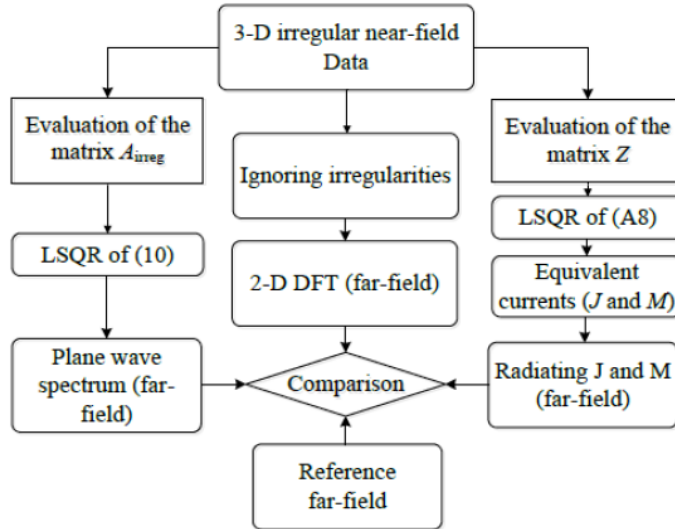 3-D irregular near-field
Data
Evaluation of the
matrix A_irreg
LSQR of (10)
Plane wave
spectrum (far-
field)
Ignoring irregularities
2-D DFT (far-field)
Comparison
Reference
far-field
Evaluation of the
matrix Z
LSQR of (A8)
Equivalent
currents (J and M)
Radiating J and M
(far-field)